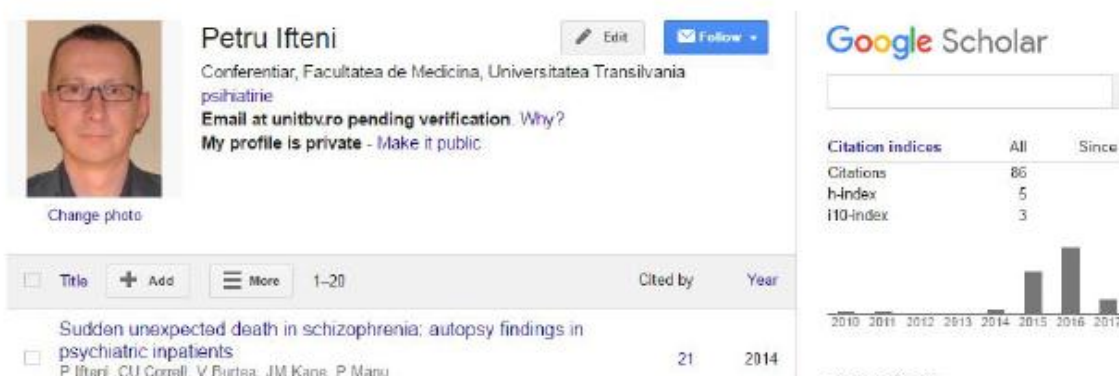 Petru Ifteni
Edit
Follow
Conferentiar, Facultatea de Medicina, Universitatea Transilvania
psihiatirie
Email at unitbv.ro pending verification. Why?
My profile is private - Make it public
Change photo
Title Add More 1–20 Cited by Year
Sudden unexpected death in schizophrenia: autopsy findings in
psychiatric inpatients
P Ifteni, CU Correll, V Burtea, JM Kane, P Manu
21 2014
Google Scholar
Citation indices All Since
Citations 86
h-index 5
i10-index 3
2010 2011 2012 2013 2014 2015 2016 2017